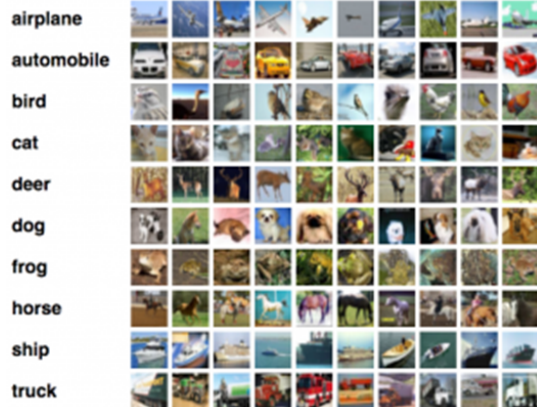 airplane
automobile
bird
cat
deer
dog
frog
horse
ship
truck